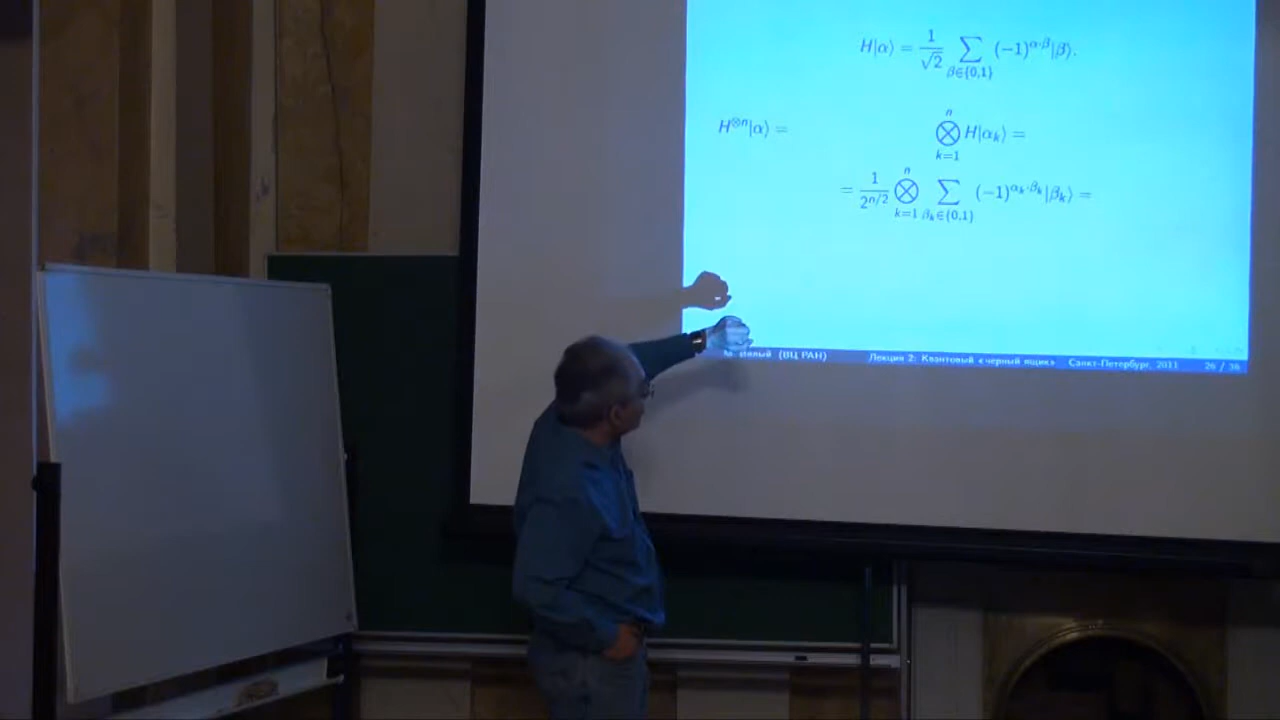 H|α⟩ = 1/√2 ∑_{β∈{0,1}} (−1)^{α·β}|β⟩.
H^{⊗n}|α⟩ = ⨂_{k=1}^{n} H|α_k⟩ =
= 1/2^{n/2} ⨂_{k=1}^{n} ∑_{β_k∈{0,1}} (−1)^{α_k·β_k}|β_k⟩ =
(ВЦ РАН) Лекция 2: Квантовый «черный ящик» Санкт-Петербург, 2011 26 / 36